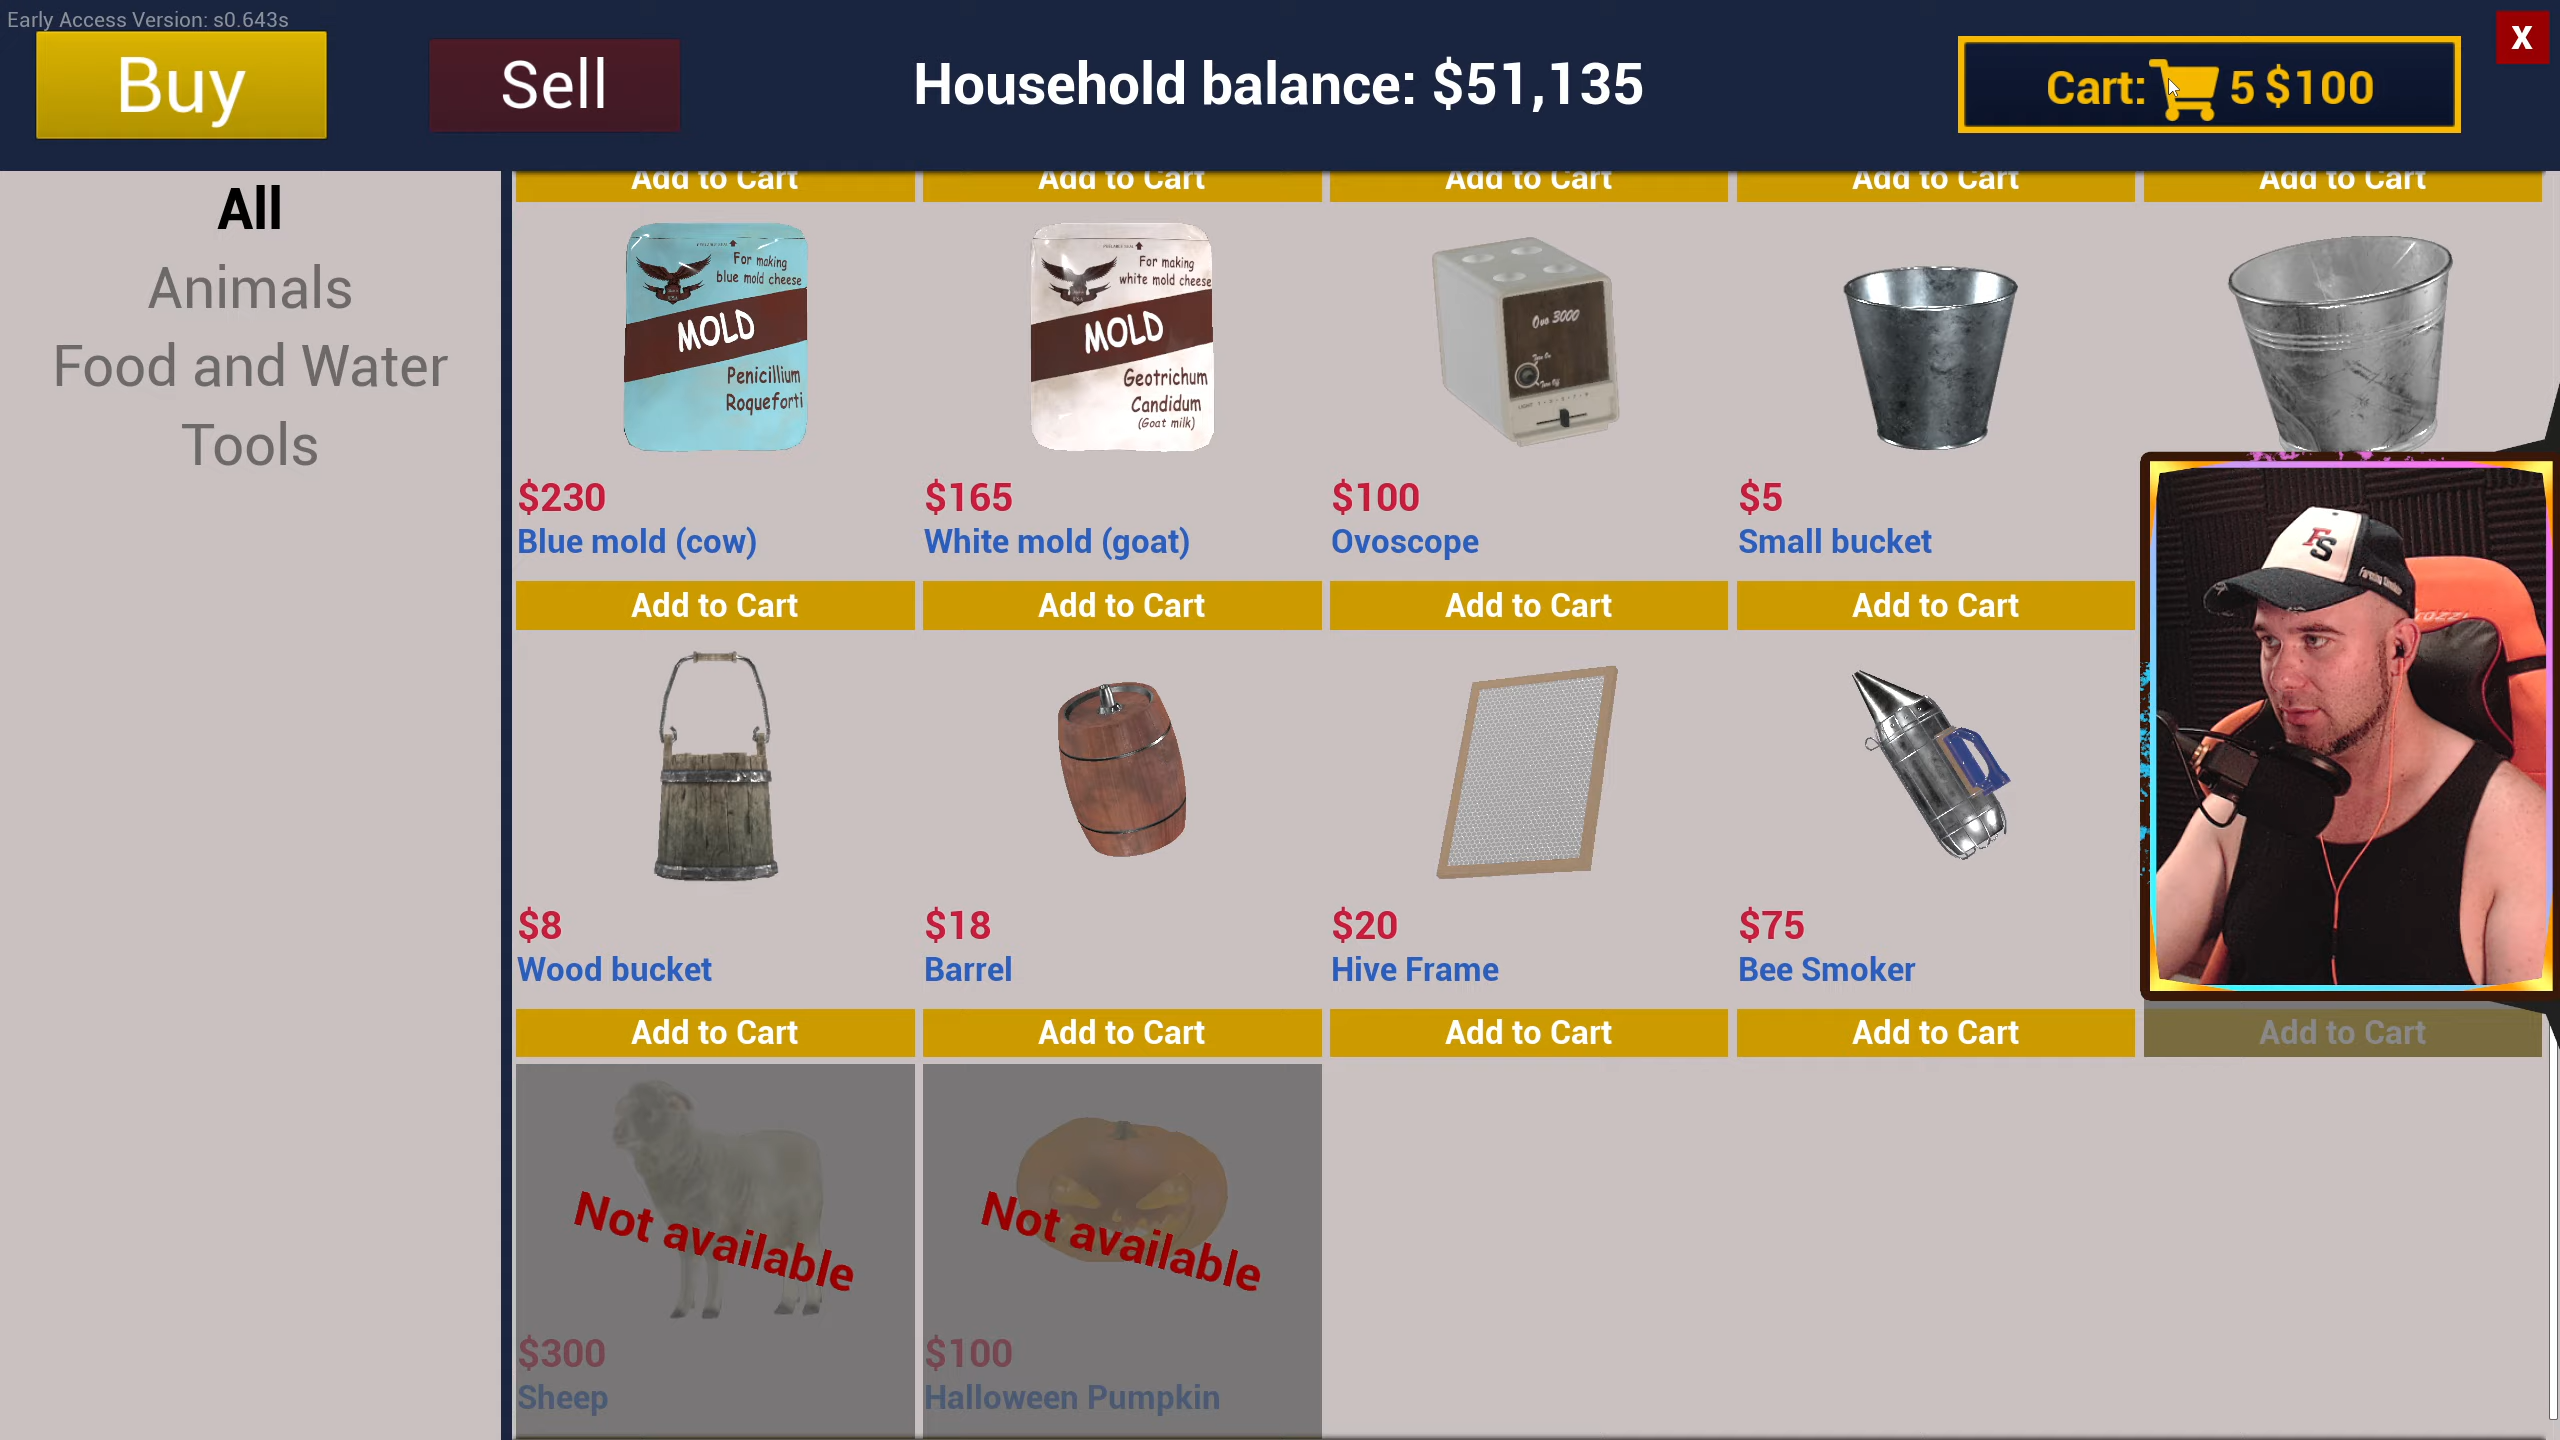 Early Access Version: s0.643s
Buy
Sell
Household balance: $51,135
Cart: 5 $100
X
All
Animals
Food and Water
Tools
Add to Cart
Add to Cart
Add to Cart
Add to Cart
Add to Cart
For making
blue mold cheese
MOLD
Penicillium
Roqueforti
$230
Blue mold (cow)
Add to Cart
For making
white mold cheese
MOLD
Geotrichum
Candidum
(Goat milk)
$165
White mold (goat)
Add to Cart
Ovo 3000
Turn On
Turn Off
LIGHT
$100
Ovoscope
Add to Cart
$5
Small bucket
Add to Cart
FS
$8
Wood bucket
Add to Cart
$18
Barrel
Add to Cart
$20
Hive Frame
Add to Cart
$75
Bee Smoker
Add to Cart
Add to Cart
Not available
$300
Sheep
Not available
$100
Halloween Pumpkin